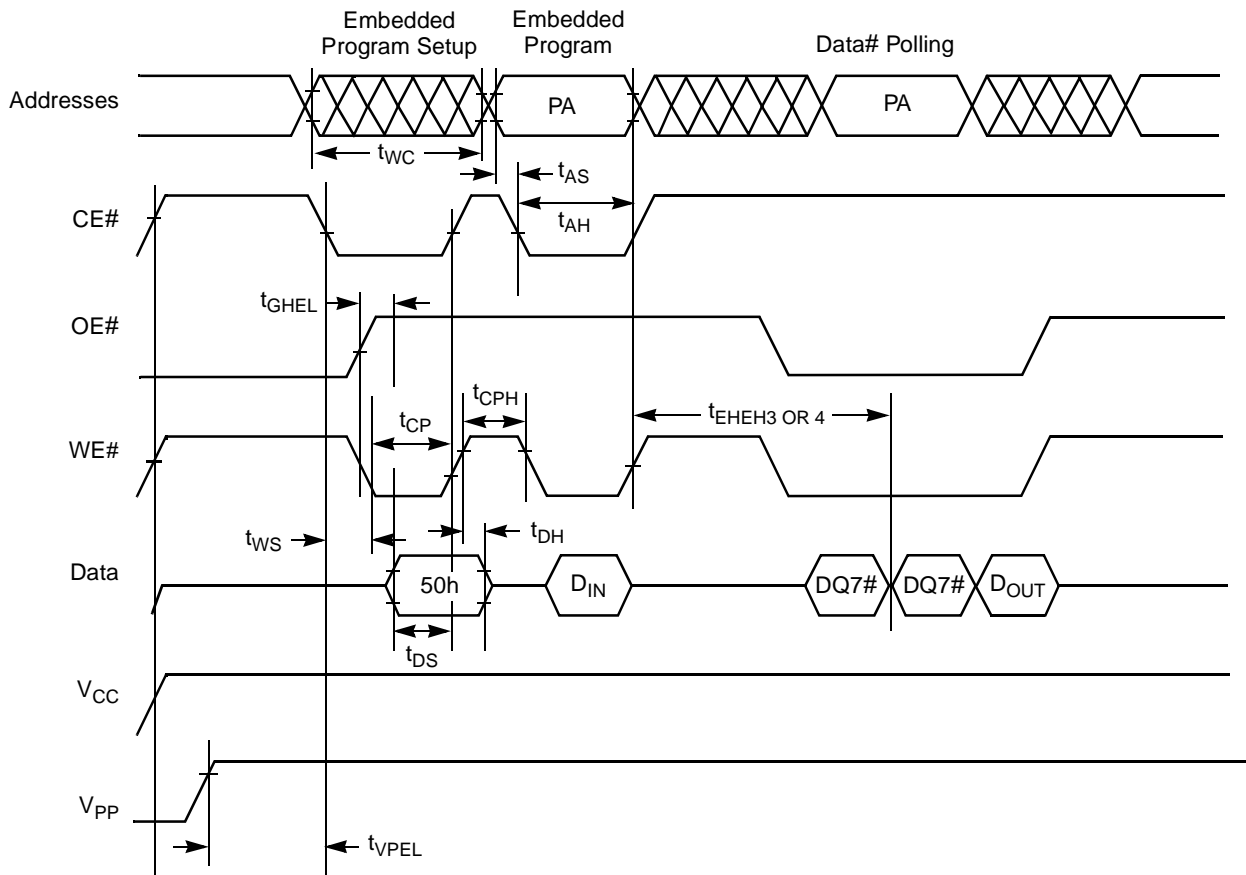 Embedded
Program Setup
Embedded
Program
Data# Polling
Addresses
PA
PA
tWC
tAS
CE#
tAH
tGHEL
OE#
tCPH
tCP
tEHEH3 OR 4
WE#
tWS
tDH
Data
50h
DIN
DQ7#
DQ7#
DOUT
tDS
VCC
VPP
tVPEL